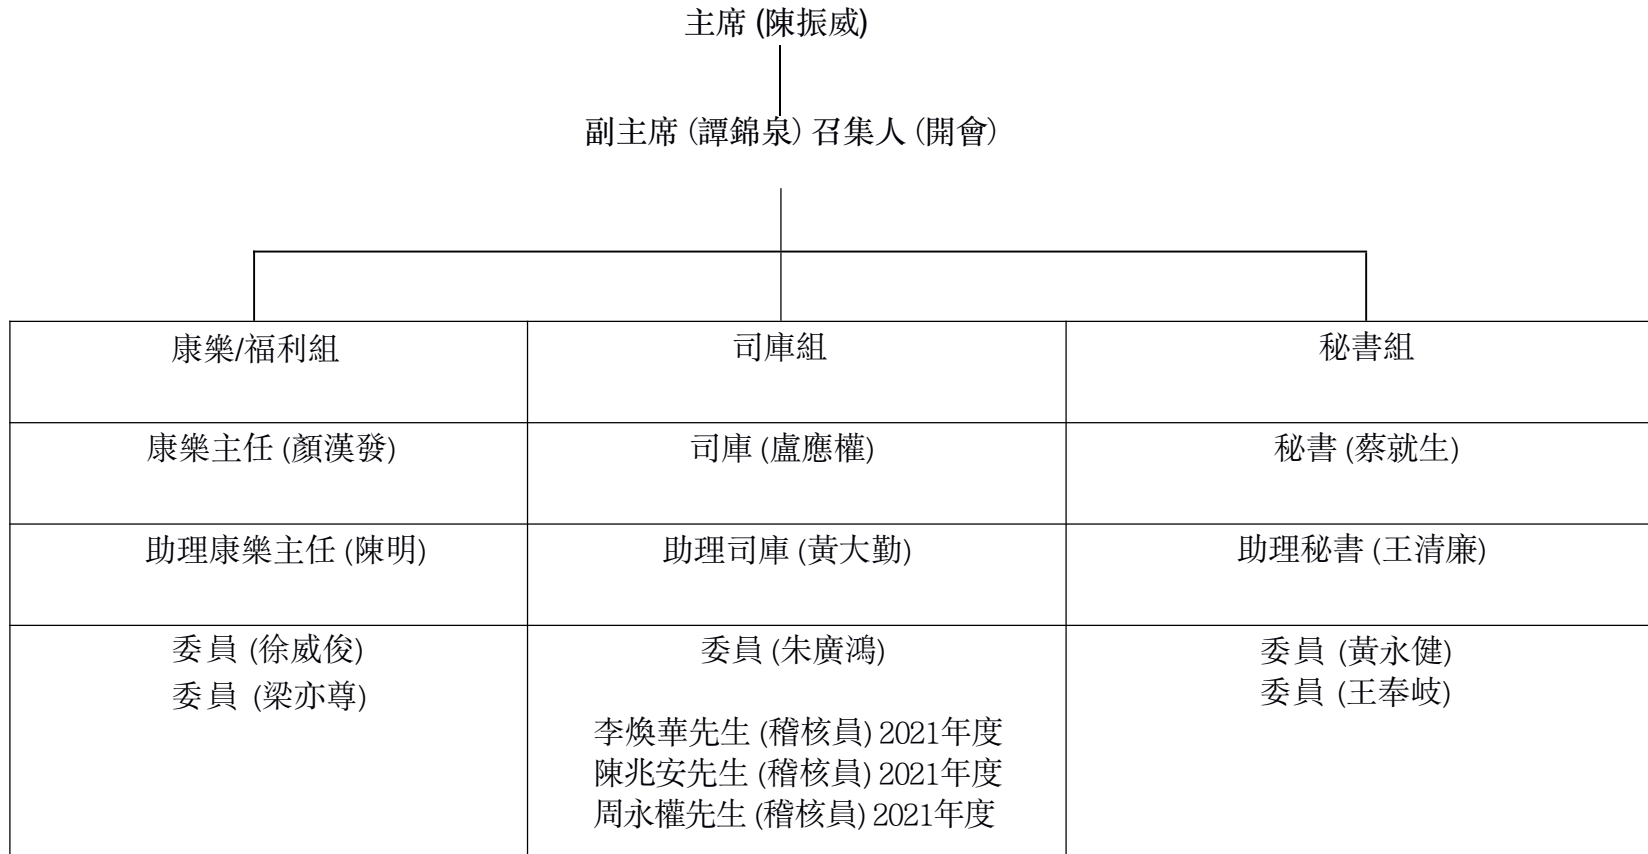 主席 (陳振威)
副主席 (譚錦泉) 召集人 (開會)
康樂/福利組
司庫組
秘書組
康樂主任 (顏漢發)
司庫 (盧應權)
秘書 (蔡就生)
助理康樂主任 (陳明)
助理司庫 (黃大勤)
助理秘書 (王清廉)
委員 (徐威俊)
委員 (梁亦尊)
委員 (朱廣鴻)
李煥華先生 (稽核員) 2021年度
陳兆安先生 (稽核員) 2021年度
周永權先生 (稽核員) 2021年度
委員 (黃永健)
委員 (王奉岐)